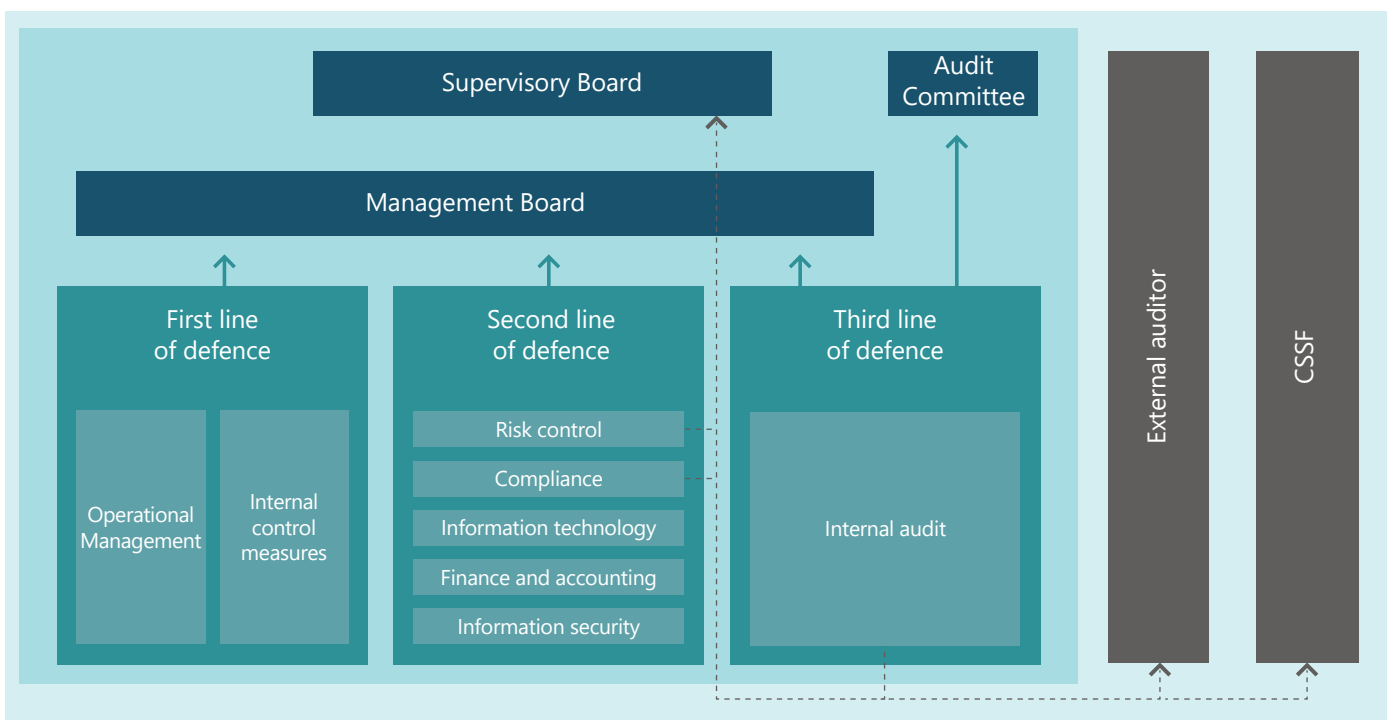 Supervisory Board
Audit
Committee
Management Board
First line
of defence
Operational
Management
Internal
control
measures
Second line
of defence
Risk control
Compliance
Information technology
Finance and accounting
Information security
Third line
of defence
Internal audit
External auditor
CSSF